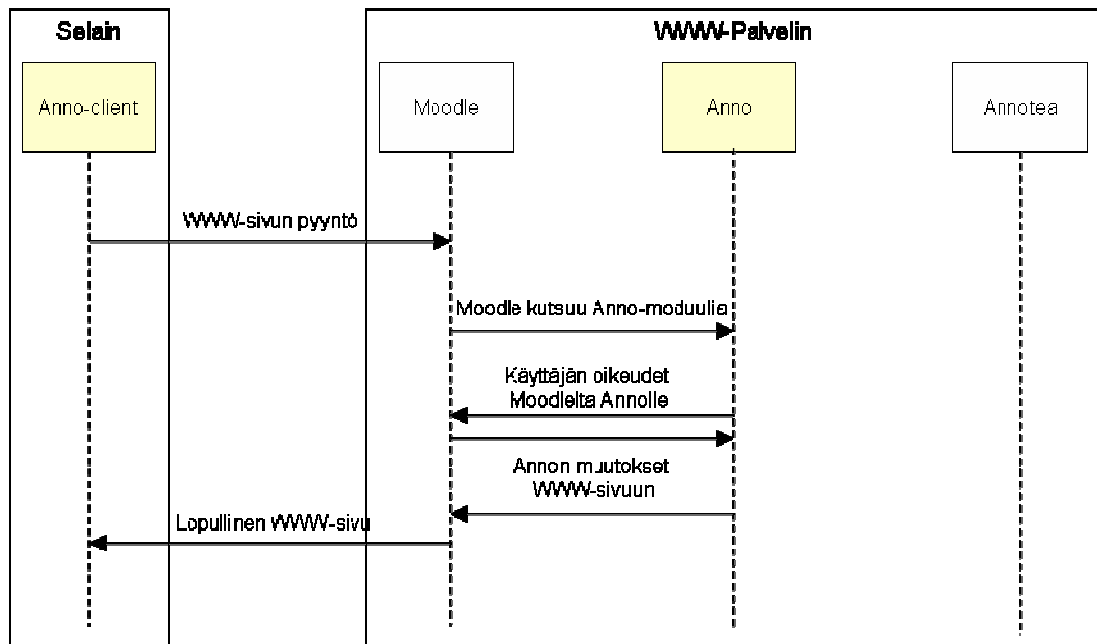 Selain
WWW-Palvelin
Anno-client
Moodle
Anno
Annotea
WWW-sivun pyyntö
Moodle kutsuu Anno-moduulia
Käyttäjän oikeudet
Moodlelta Annolle
Annon muutokset
WWW-sivuun
Lopullinen WWW-sivu